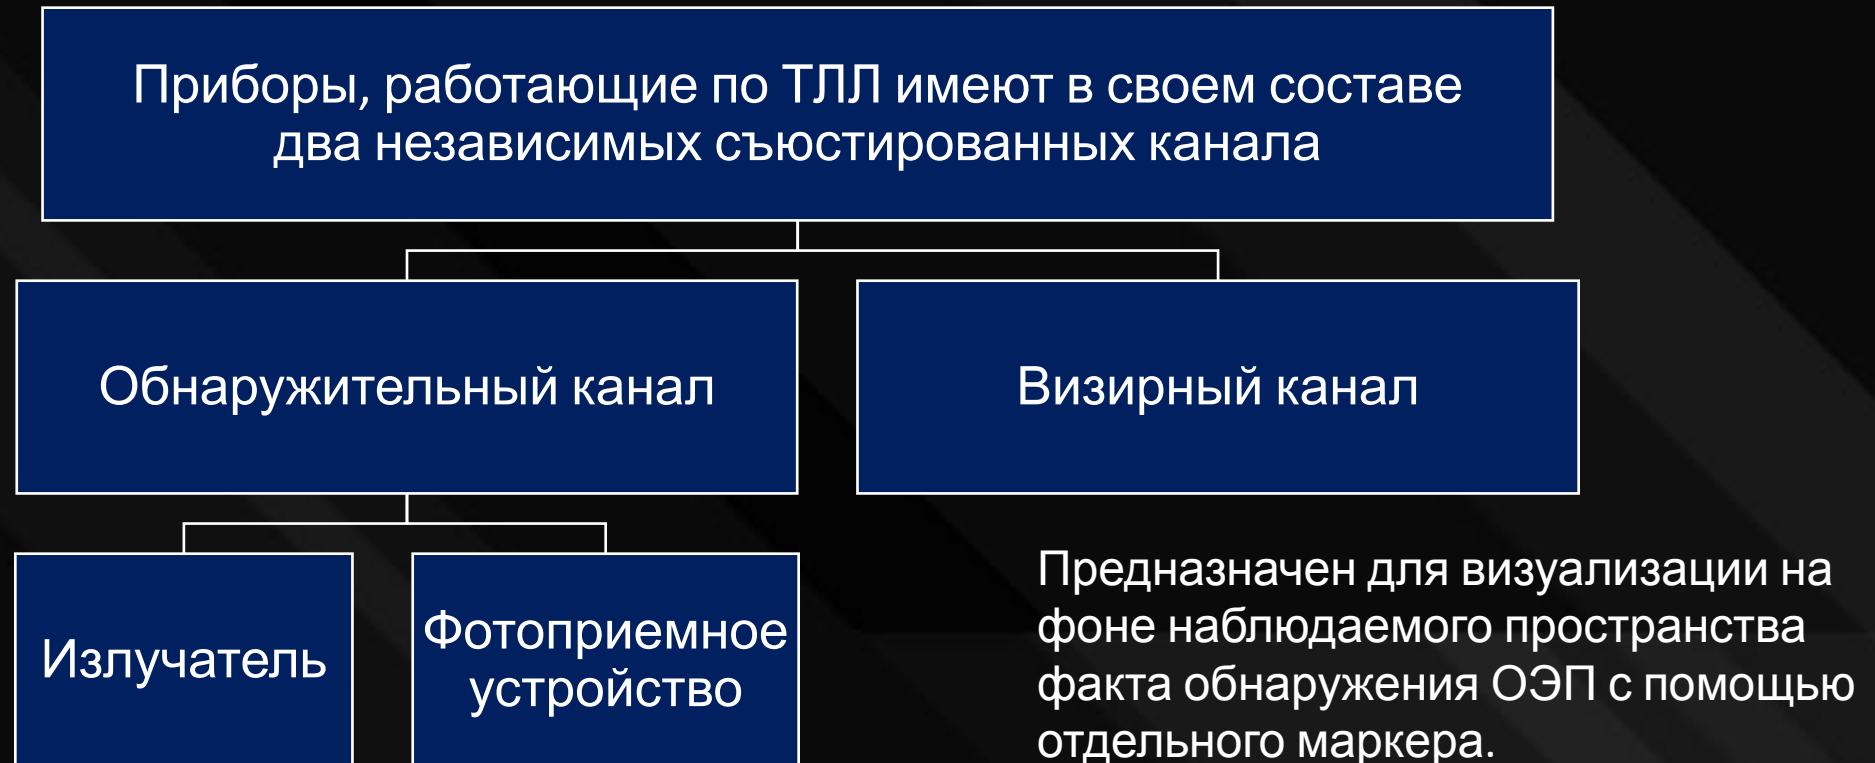 Приборы, работающие по ТЛЛ имеют в своем составе
два независимых съюстированных канала
Обнаружительный канал
Визирный канал
Излучатель
Фотоприемное
устройство
Предназначен для визуализации на
фоне наблюдаемого пространства
факта обнаружения ОЭП с помощью
отдельного маркера.